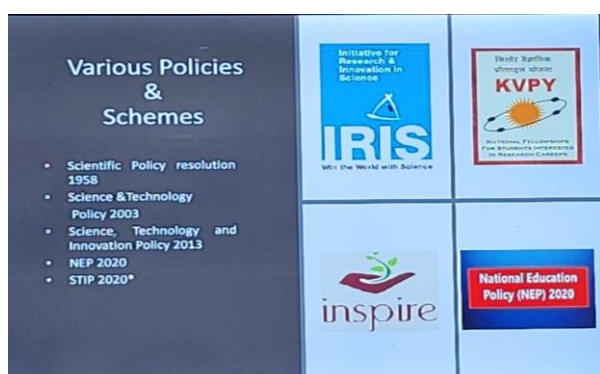 Various Policies
&
Schemes
• Scientific Policy resolution
1958
• Science &Technology
Policy 2003
• Science, Technology and
Innovation Policy 2013
• NEP 2020
• STIP 2020*
Initiative for
Research &
Innovation in
Science
IRIS
Win the World with Science
किशोर वैज्ञानिक
प्रोत्साहन योजना
KVPY
National Fellowships
For Students Interested
in Research Careers
inspire
National Education
Policy (NEP) 2020